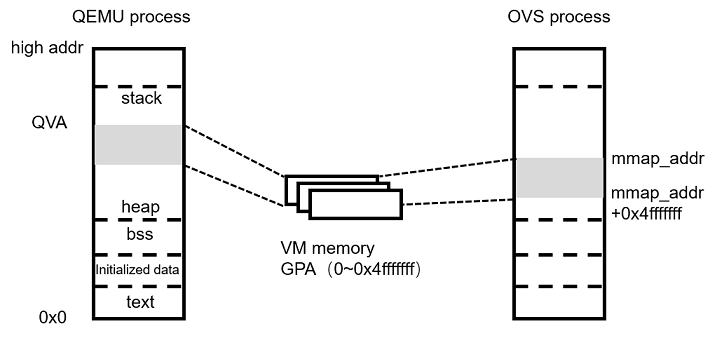 QEMU process
OVS process
high addr
stack
QVA
mmap_addr
mmap_addr
+0x4fffffff
heap
bss
VM memory
GPA（0~0x4fffffff）
Initialized data
text
0x0